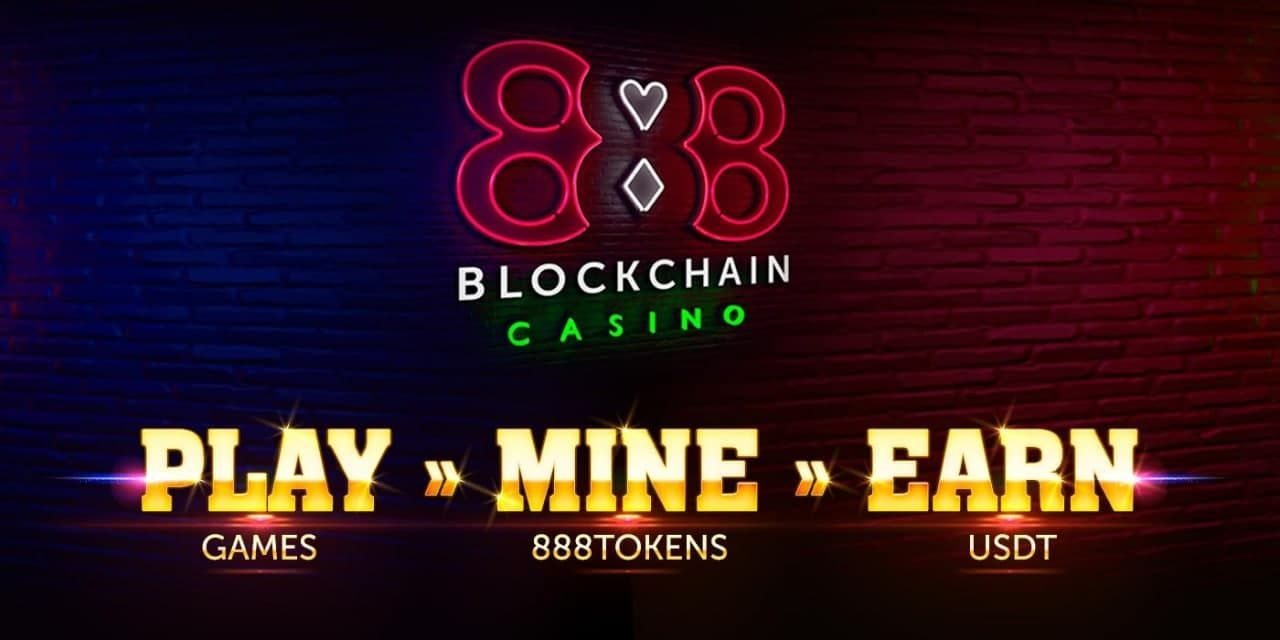 888
BLOCKCHAIN
CASINO
PLAY » MINE » EARN
GAMES 888TOKENS USDT